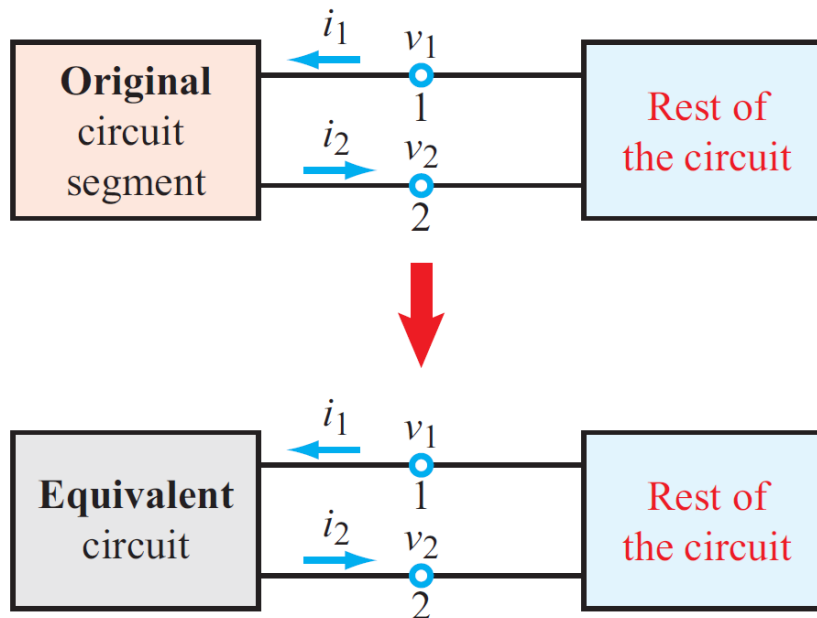 i1
v1
Original
circuit
segment
1
Rest of
the circuit
i2
v2
2
i1
v1
Equivalent
circuit
1
Rest of
the circuit
i2
v2
2